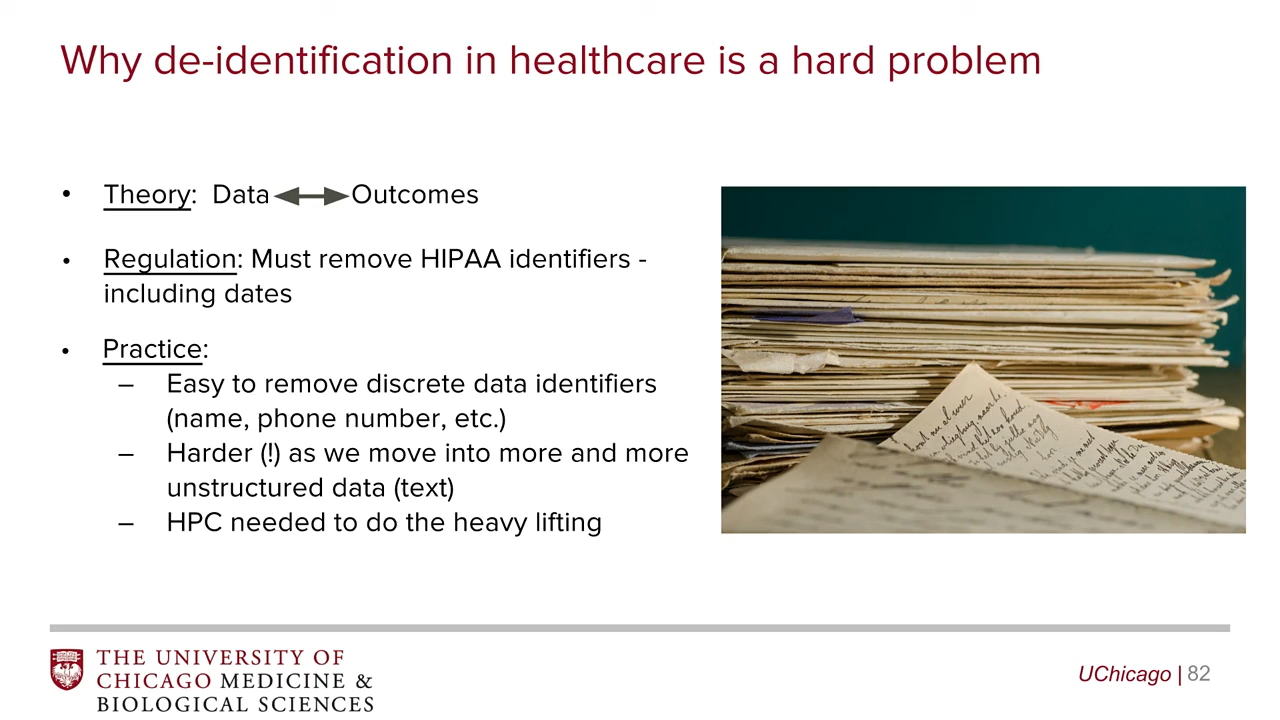 Why de-identification in healthcare is a hard problem
• Theory: Data Outcomes
• Regulation: Must remove HIPAA identifiers -
including dates
• Practice:
– Easy to remove discrete data identifiers
(name, phone number, etc.)
– Harder (!) as we move into more and more
unstructured data (text)
– HPC needed to do the heavy lifting
THE UNIVERSITY OF
CHICAGO MEDICINE &
BIOLOGICAL SCIENCES
UChicago | 82